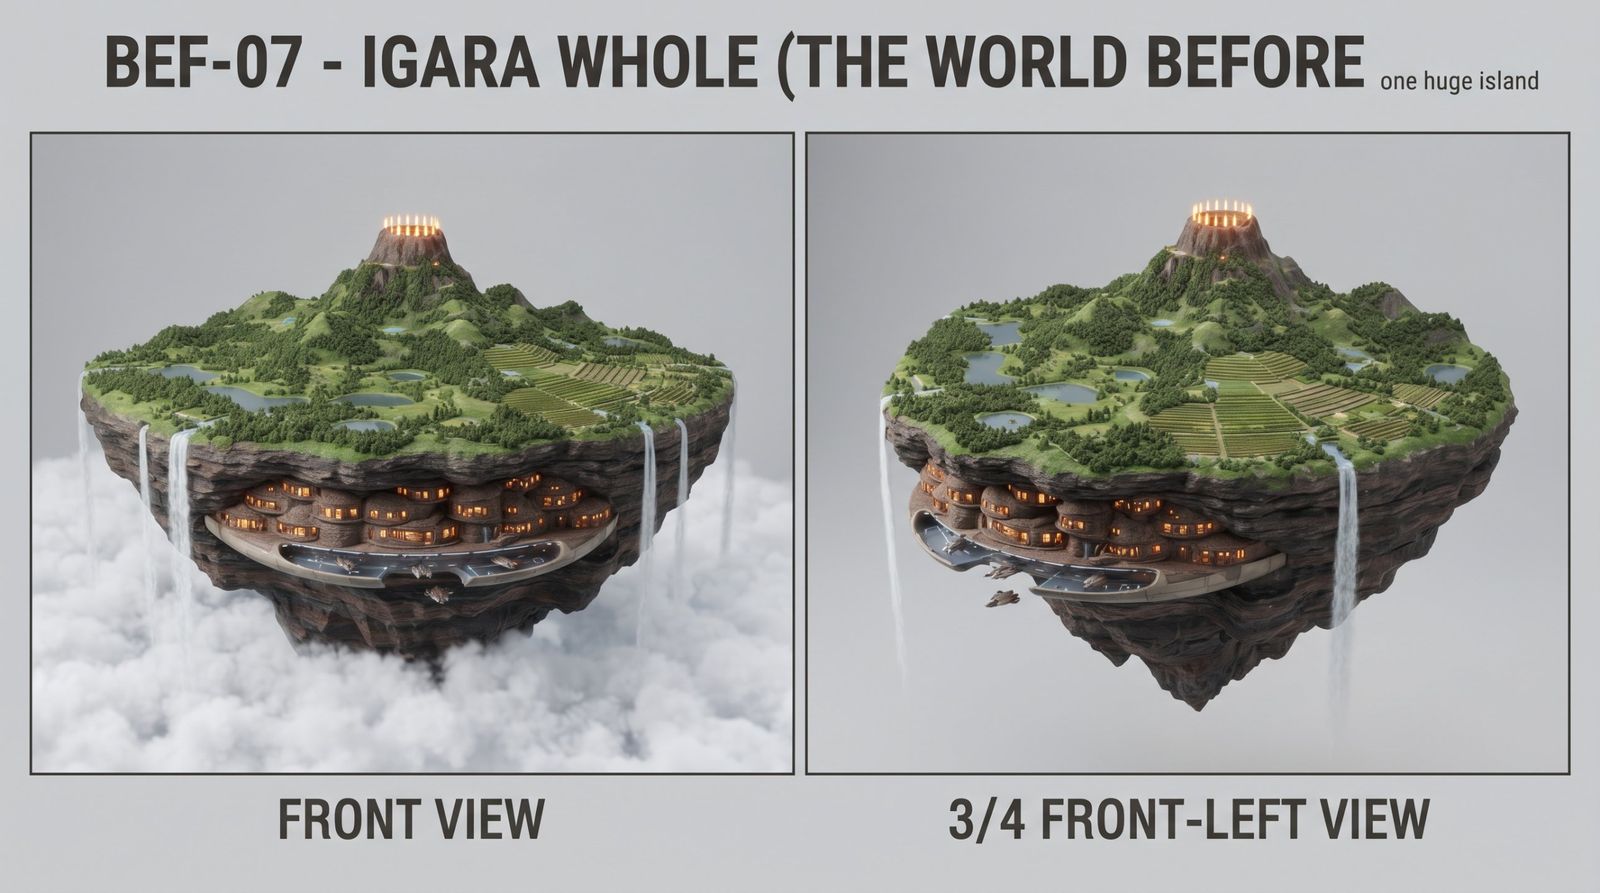 BEF-07 - IGARA WHOLE (THE WORLD BEFORE one huge island
FRONT VIEW
3/4 FRONT-LEFT VIEW